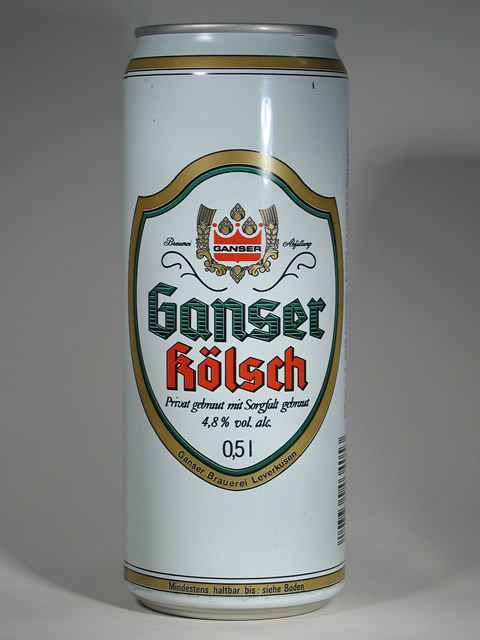 Brauerei Abfüllung
GANSER
Ganser
Kölsch
Privat gebraut mit Sorgfalt gebraut
4,8% vol. alc.
0,5 l
Ganser Brauerei Leverkusen
Mindestens haltbar bis: siehe Boden